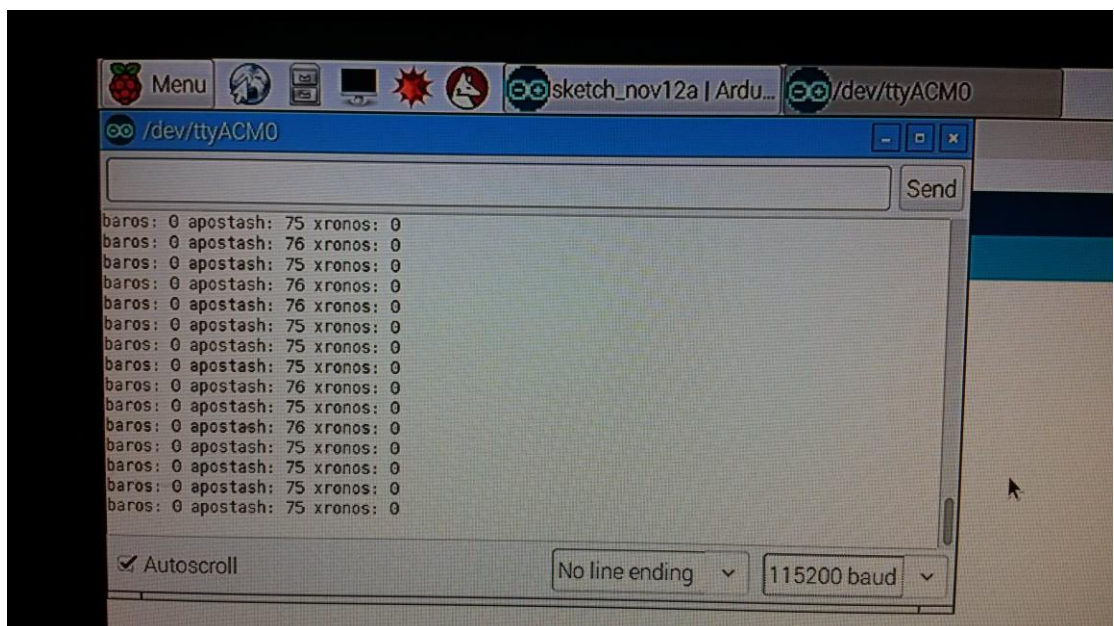 Menu
sketch_nov12a | Ardu...
/dev/ttyACM0
/dev/ttyACM0
Send
baros: 0 apostash: 75 xronos: 0
baros: 0 apostash: 76 xronos: 0
baros: 0 apostash: 75 xronos: 0
baros: 0 apostash: 76 xronos: 0
baros: 0 apostash: 76 xronos: 0
baros: 0 apostash: 75 xronos: 0
baros: 0 apostash: 75 xronos: 0
baros: 0 apostash: 75 xronos: 0
baros: 0 apostash: 76 xronos: 0
baros: 0 apostash: 75 xronos: 0
baros: 0 apostash: 76 xronos: 0
baros: 0 apostash: 75 xronos: 0
baros: 0 apostash: 75 xronos: 0
baros: 0 apostash: 75 xronos: 0
baros: 0 apostash: 75 xronos: 0
Autoscroll
No line ending
115200 baud